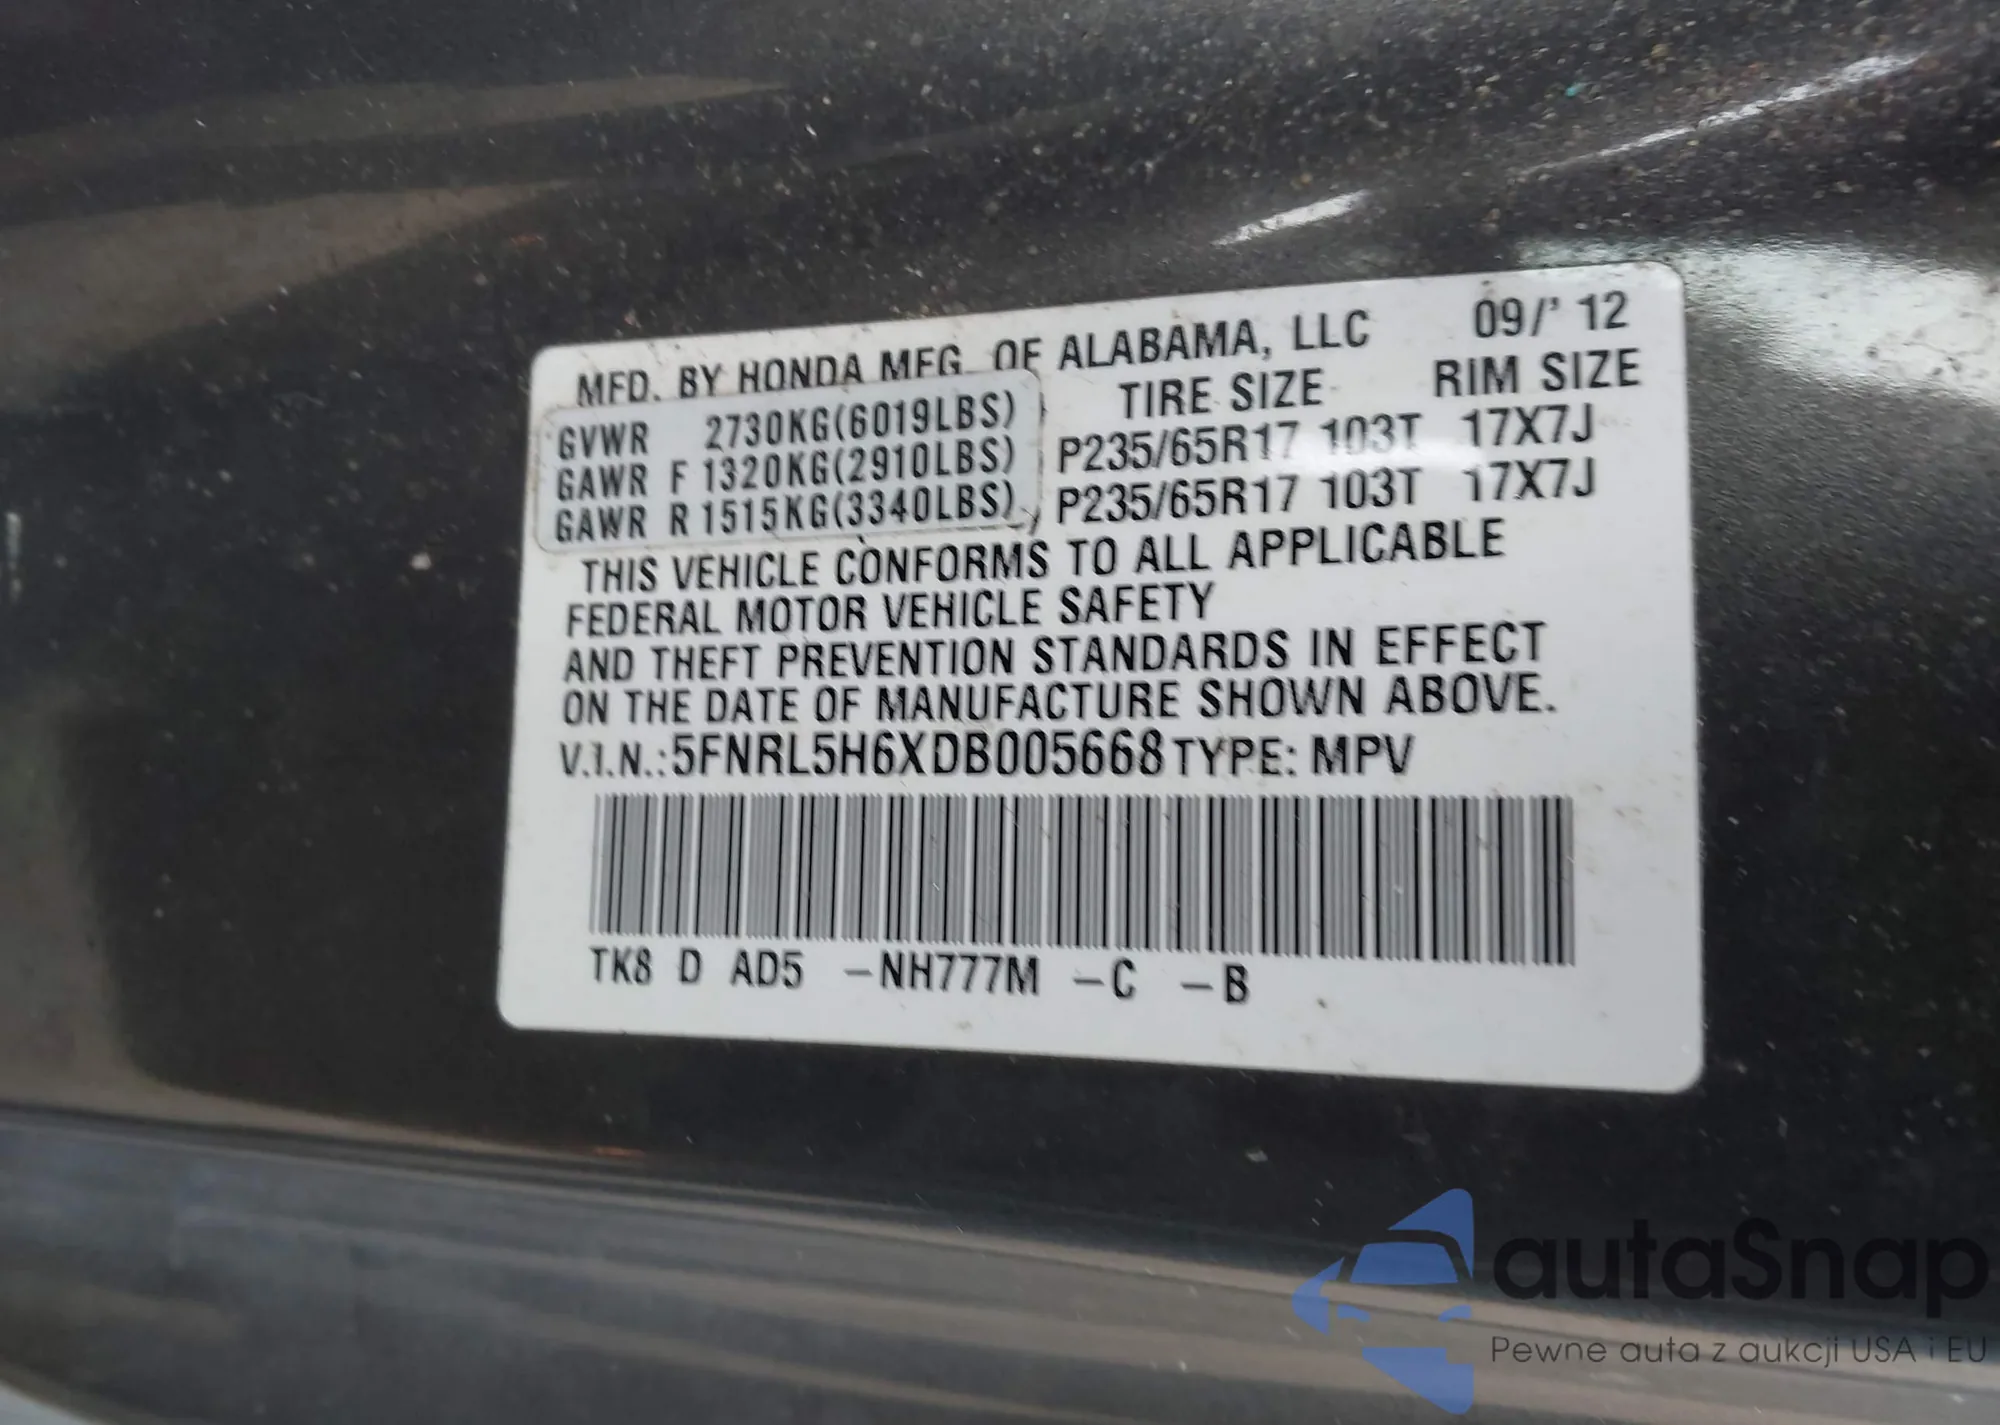 MFD. BY HONDA MFG. OF ALABAMA, LLC 09/' 12
TIRE SIZE RIM SIZE
GVWR 2730KG(6019LBS)
GAWR F 1320KG(2910LBS) P235/65R17 103T 17X7J
GAWR R 1515KG(3340LBS) , P235/65R17 103T 17X7J
THIS VEHICLE CONFORMS TO ALL APPLICABLE
FEDERAL MOTOR VEHICLE SAFETY
AND THEFT PREVENTION STANDARDS IN EFFECT
ON THE DATE OF MANUFACTURE SHOWN ABOVE.
V.I.N.:5FNRL5H6XDB005668 TYPE: MPV
TK8 D AD5 -NH777M -C -B
autaSnap
Pewne auta z aukcji USA i EU